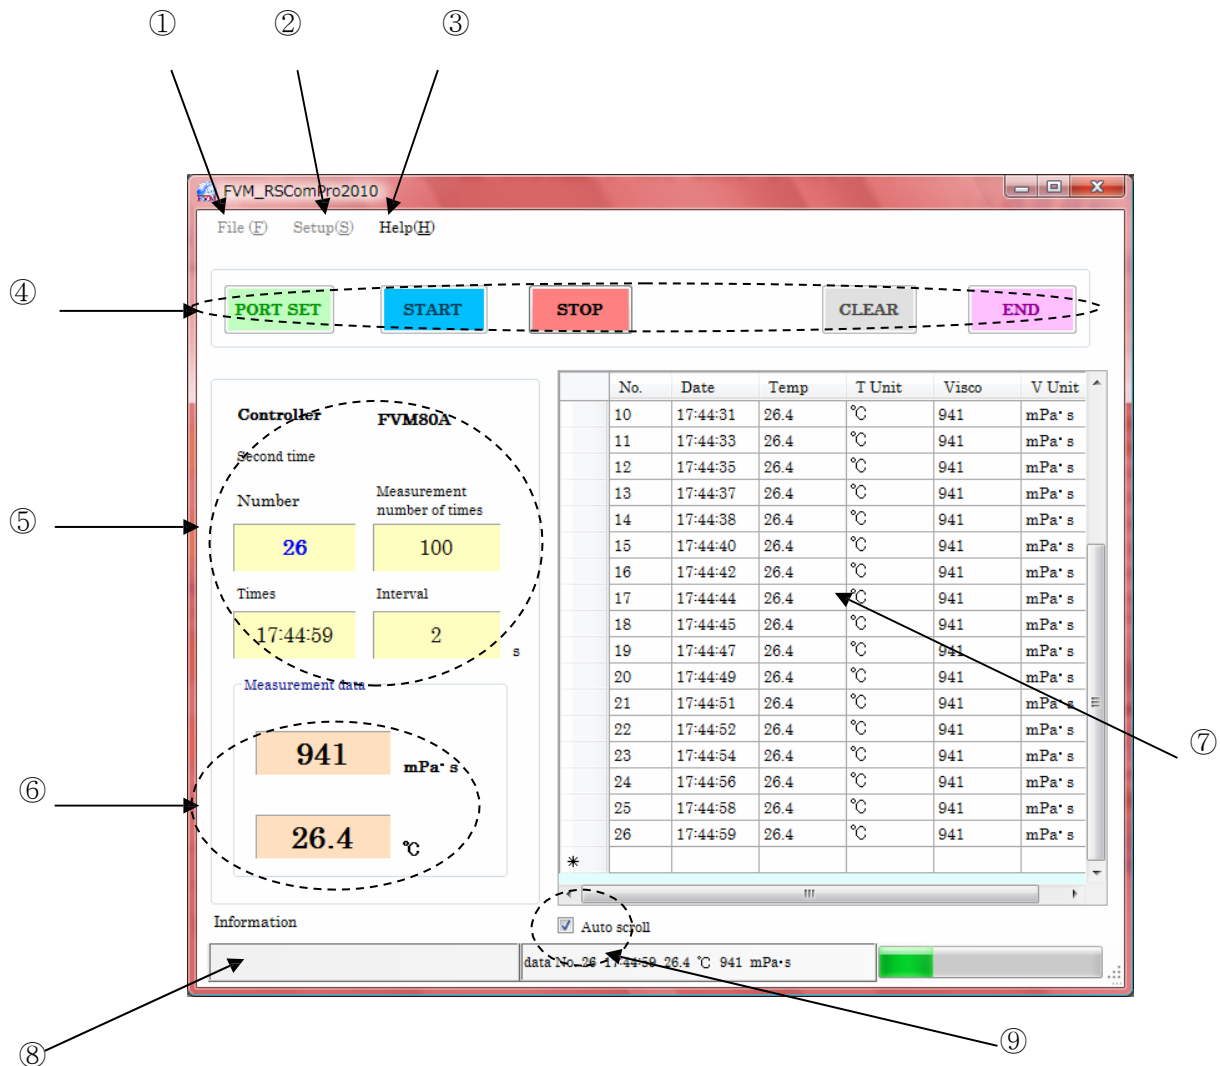 ① ② ③
FVM_RSComPro2010
File (F) Setup(S) Help(H)
④
PORT SET START STOP CLEAR END
No. Date Temp T Unit Visco V Unit
10 17:44:31 26.4 ℃ 941 mPa・s
11 17:44:33 26.4 ℃ 941 mPa・s
12 17:44:35 26.4 ℃ 941 mPa・s
13 17:44:37 26.4 ℃ 941 mPa・s
14 17:44:38 26.4 ℃ 941 mPa・s
15 17:44:40 26.4 ℃ 941 mPa・s
16 17:44:42 26.4 ℃ 941 mPa・s
17 17:44:44 26.4 ℃ 941 mPa・s
18 17:44:45 26.4 ℃ 941 mPa・s
19 17:44:47 26.4 ℃ 941 mPa・s
20 17:44:49 26.4 ℃ 941 mPa・s
21 17:44:51 26.4 ℃ 941 mPa・s
22 17:44:52 26.4 ℃ 941 mPa・s
23 17:44:54 26.4 ℃ 941 mPa・s
24 17:44:56 26.4 ℃ 941 mPa・s
25 17:44:58 26.4 ℃ 941 mPa・s
26 17:44:59 26.4 ℃ 941 mPa・s
*
Controller FVM80A
Second time
Number
Measurement
number of times
⑤
26 100
Times Interval
17:44:59 2 s
Measurement data
941 mPa・s
⑥
26.4 ℃
⑦
Information
Auto scroll
data No. 26 17:44:59 26.4 ℃ 941 mPa・s
⑧
⑨